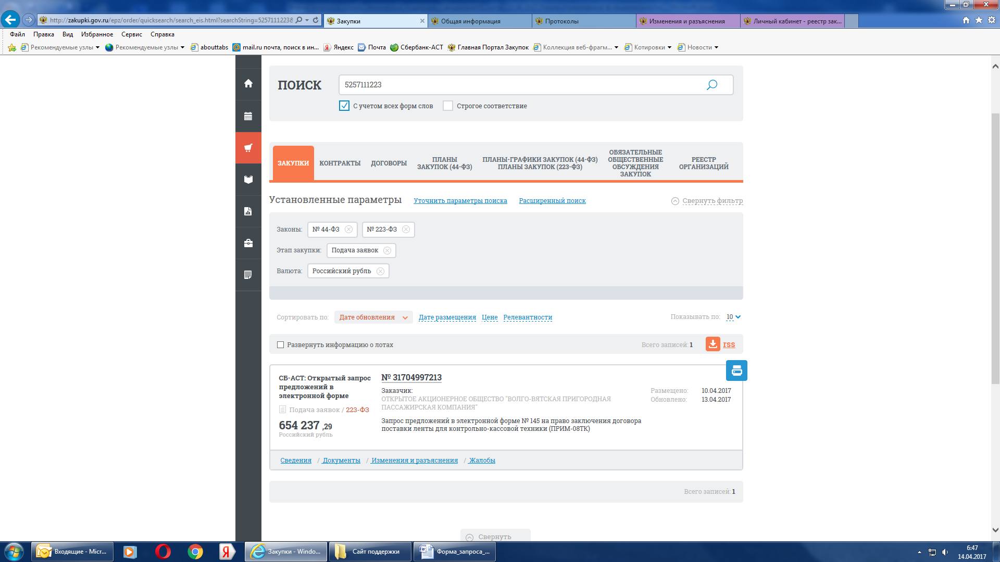 http://zakupki.gov.ru/epz/order/quicksearch/search_eis.html?searchString=52571112238
Закупки
Общая информация
Протоколы
Изменения и разъяснения
Личный кабинет - реестр зак...
Файл Правка Вид Избранное Сервис Справка
Рекомендуемые узлы Рекомендуемые узлы abouttabs mail.ru почта, поиск в ин... Яндекс Почта Сбербанк-АСТ Главная Портал Закупок Коллекция веб-фрагм... Котировки Новости
ПОИСК
5257111223
С учетом всех форм слов Строгое соответствие
ЗАКУПКИ
КОНТРАКТЫ
ДОГОВОРЫ
ПЛАНЫ
ЗАКУПОК (44-ФЗ)
ПЛАНЫ-ГРАФИКИ ЗАКУПОК (44-ФЗ)
ПЛАНЫ ЗАКУПОК (223-ФЗ)
ОБЯЗАТЕЛЬНЫЕ
ОБЩЕСТВЕННЫЕ
ОБСУЖДЕНИЯ
ЗАКУПОК
РЕЕСТР
ОРГАНИЗАЦИЙ
Установленные параметры Уточнить параметры поиска Расширенный поиск Свернуть фильтр
Законы: № 44-ФЗ № 223-ФЗ
Этап закупки: Подача заявок
Валюта: Российский рубль
Сортировать по: Дате обновления Дате размещения Цене Релевантности Показывать по: 10
Развернуть информацию о лотах Всего записей: 1 rss
СБ-АСТ: Открытый запрос
предложений в
электронной форме
Подача заявок / 223-ФЗ
654 237 ,29
Российский рубль
№ 31704997213
Заказчик:
ОТКРЫТОЕ АКЦИОНЕРНОЕ ОБЩЕСТВО "ВОЛГО-ВЯТСКАЯ ПРИГОРОДНАЯ
ПАССАЖИРСКАЯ КОМПАНИЯ"
Запрос предложений в электронной форме № 145 на право заключения договора
поставки ленты для контрольно-кассовой техники (ПРИМ-08ТК)
Размещено: 10.04.2017
Обновлено: 13.04.2017
Сведения / Документы / Изменения и разъяснения / Жалобы
Всего записей: 1
Свернуть
Входящие - Micr...
Закупки - Windo...
Сайт поддержки
Форма_запроса_...
6:47
14.04.2017